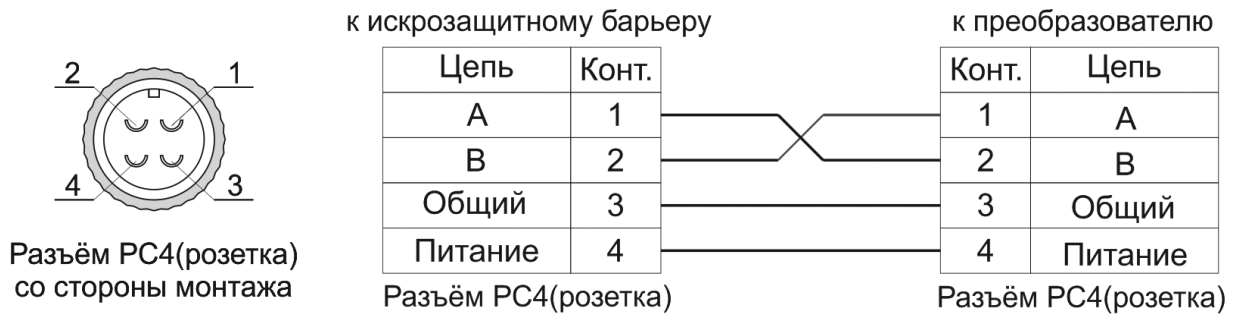 2 1
4 3
Разъём РС4(розетка)
со стороны монтажа
к искрозащитному барьеру
Цепь Конт.
А 1
В 2
Общий 3
Питание 4
Разъём РС4(розетка)
к преобразователю
Конт. Цепь
1 А
2 В
3 Общий
4 Питание
Разъём РС4(розетка)